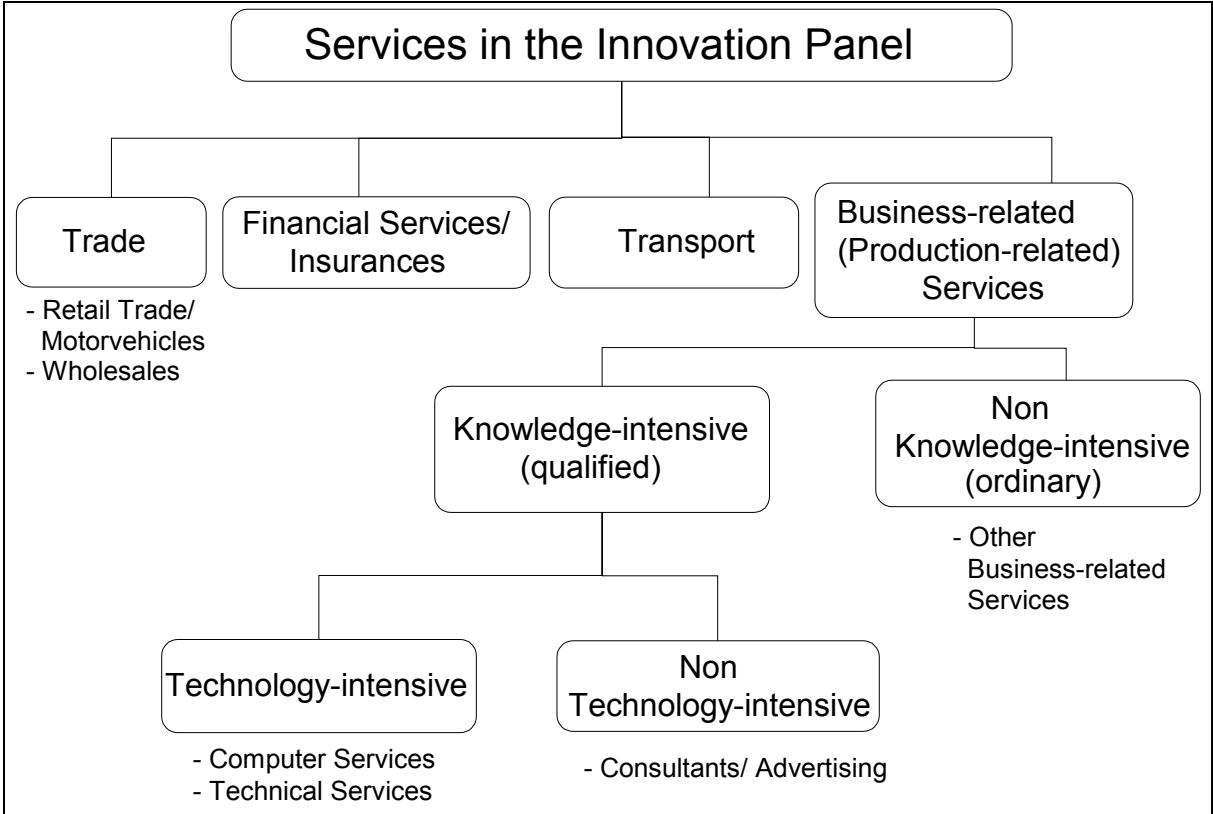 Services in the Innovation Panel
Trade
- Retail Trade/
Motorvehicles
- Wholesales
Financial Services/
Insurances
Transport
Business-related
(Production-related)
Services
Knowledge-intensive
(qualified)
Non
Knowledge-intensive
(ordinary)
- Other
Business-related
Services
Technology-intensive
- Computer Services
- Technical Services
Non
Technology-intensive
- Consultants/ Advertising